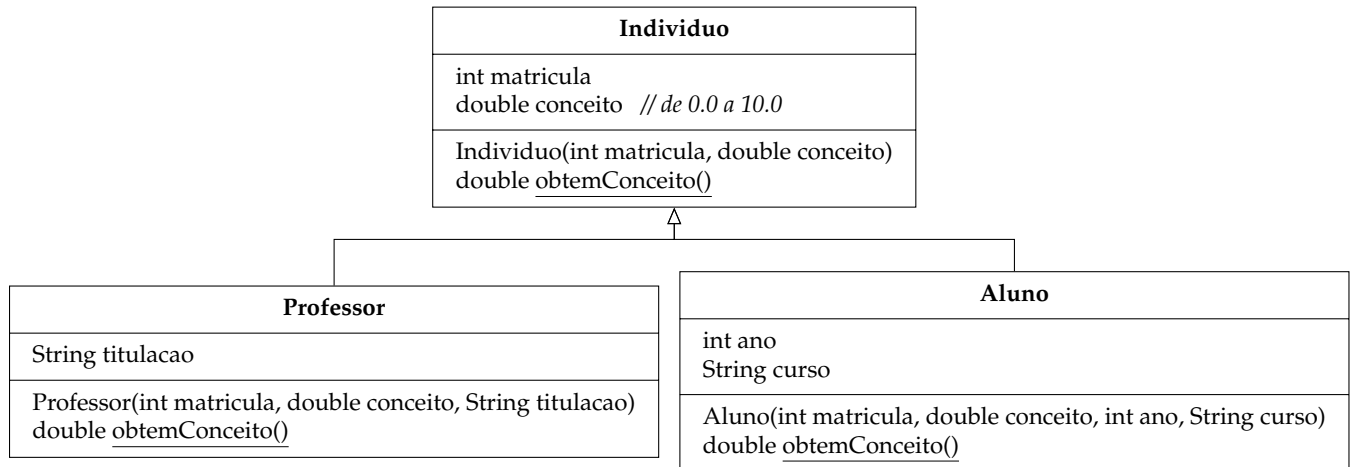 Individuo
int matricula
double conceito // de 0.0 a 10.0
Individuo(int matricula, double conceito)
double obtemConceito()
Professor
String titulacao
Professor(int matricula, double conceito, String titulacao)
double obtemConceito()
Aluno
int ano
String curso
Aluno(int matricula, double conceito, int ano, String curso)
double obtemConceito()